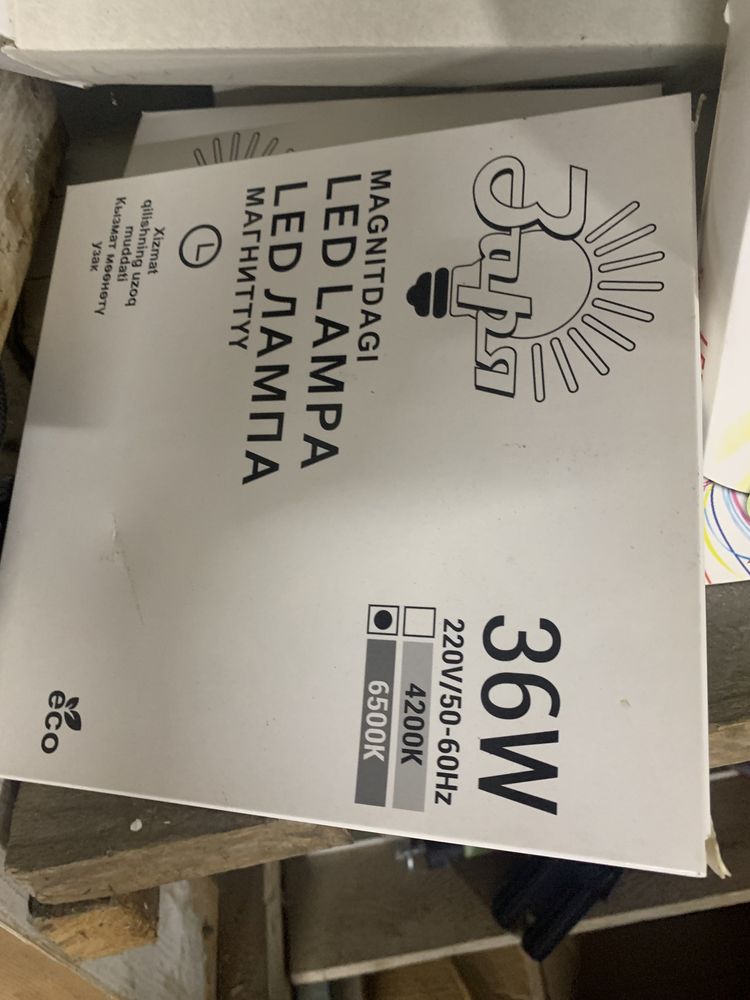 Заря
MAGNITDAGI
LED LAMPA
LED ЛАМПА
МАГНИТТҮҮ
L
Xizmat
qilishning uzoq
muddati
Кызмат мөөнөтү
узак
36W
220V/50-60Hz
4200K
6500K
eco